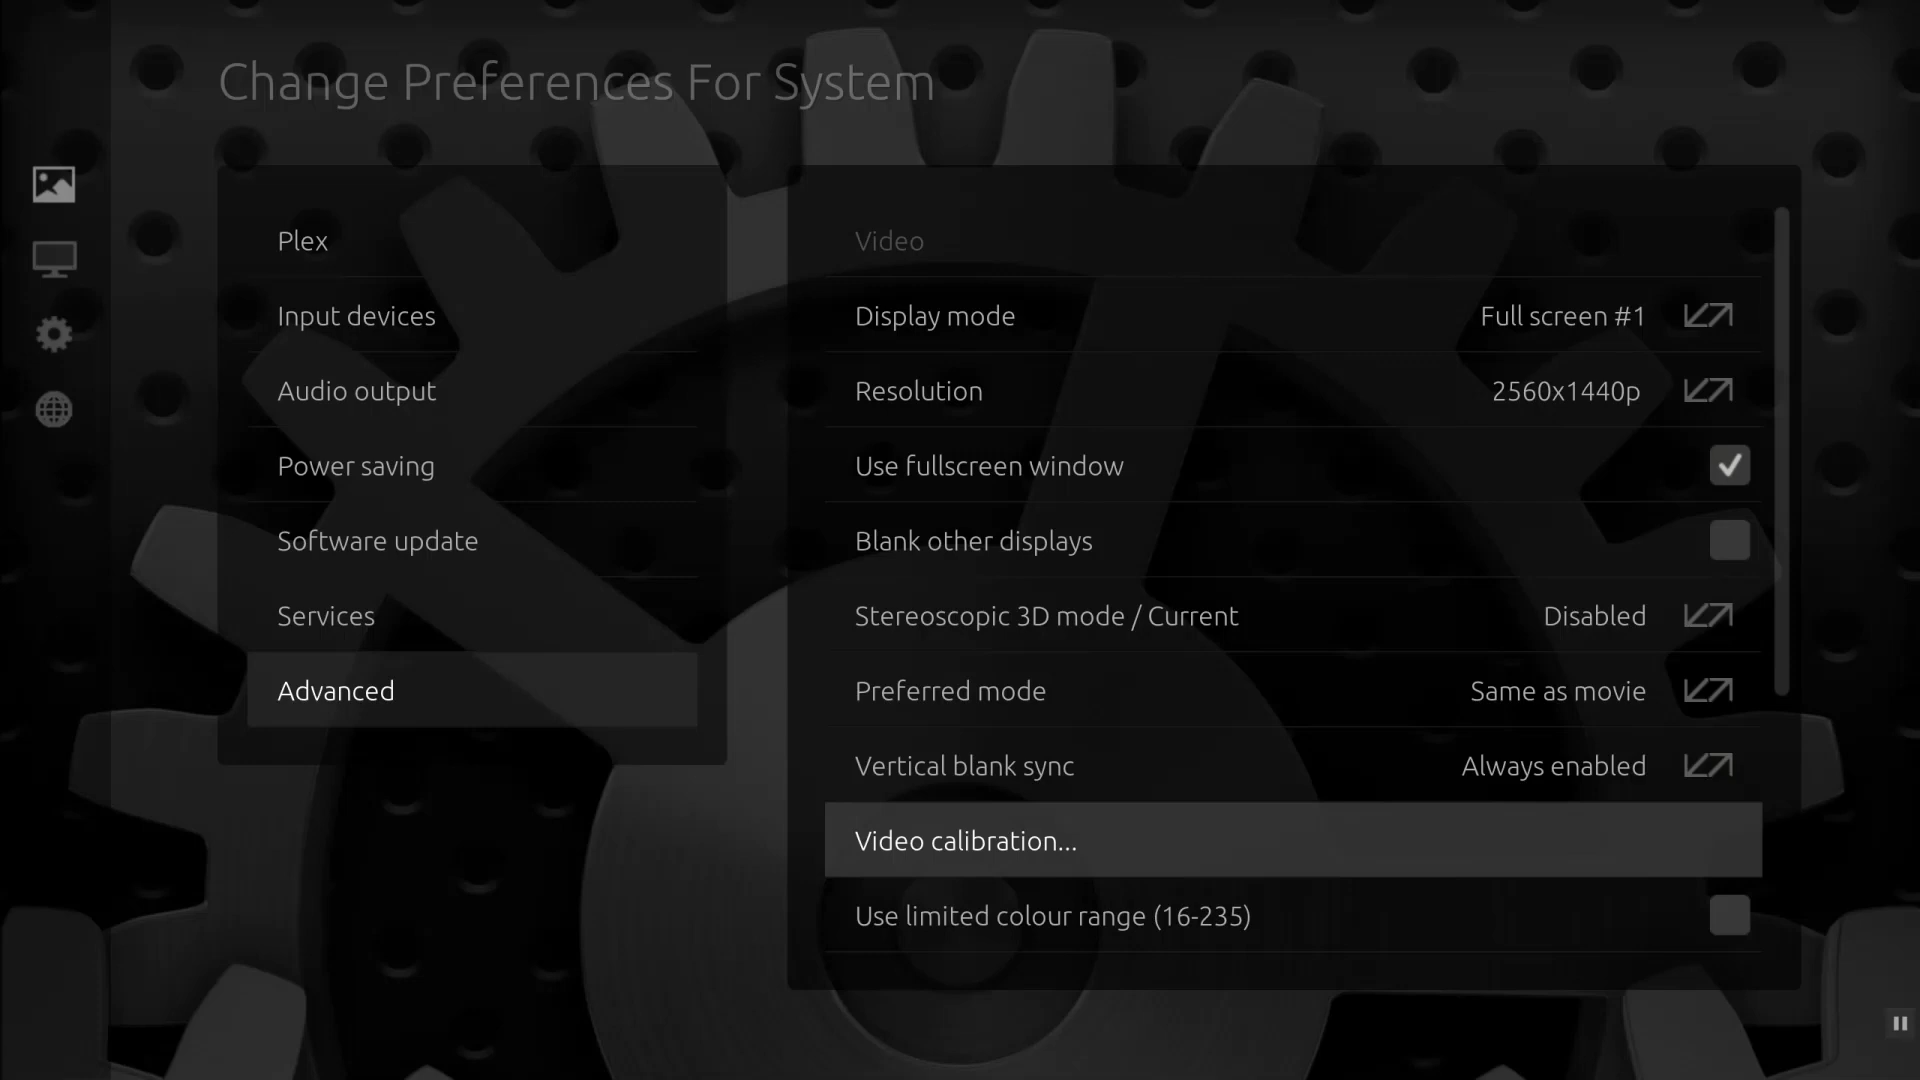 Change Preferences For System
Plex
Input devices
Audio output
Power saving
Software update
Services
Advanced
Video
Display mode Full screen #1
Resolution 2560x1440p
Use fullscreen window
Blank other displays
Stereoscopic 3D mode / Current Disabled
Preferred mode Same as movie
Vertical blank sync Always enabled
Video calibration...
Use limited colour range (16-235)